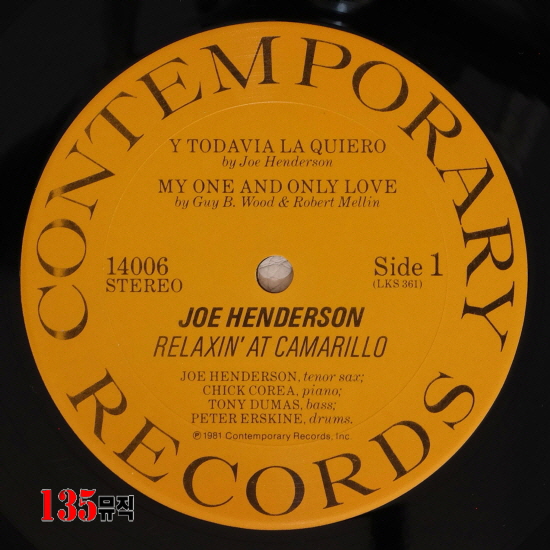 CONTEMPORARY
Y TODAVIA LA QUIERO
by Joe Henderson
MY ONE AND ONLY LOVE
by Guy B. Wood & Robert Mellin
14006
STEREO
Side 1
(LKS 361)
JOE HENDERSON
RELAXIN' AT CAMARILLO
JOE HENDERSON, tenor sax;
CHICK COREA, piano;
TONY DUMAS, bass;
PETER ERSKINE, drums.
℗ 1981 Contemporary Records, Inc.
RECORDS
135뮤직